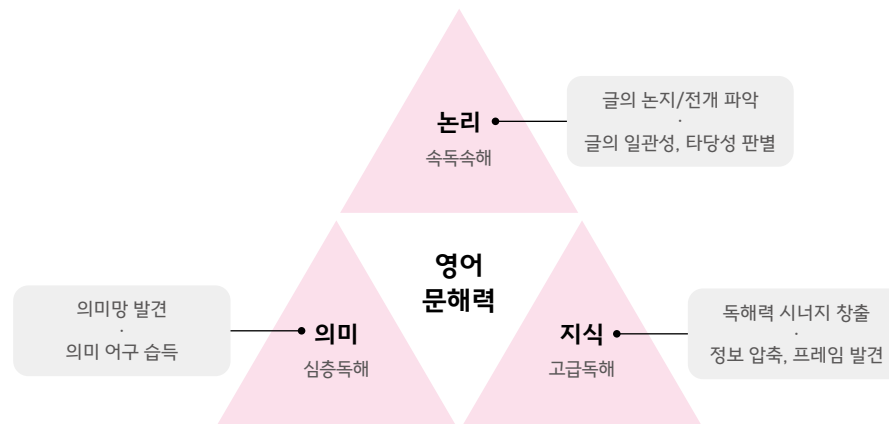 논리
속독속해
글의 논지/전개 파악
·
글의 일관성, 타당성 판별
영어
문해력
의미망 발견
·
의미 어구 습득
의미
심층독해
지식
고급독해
독해력 시너지 창출
·
정보 압축, 프레임 발견